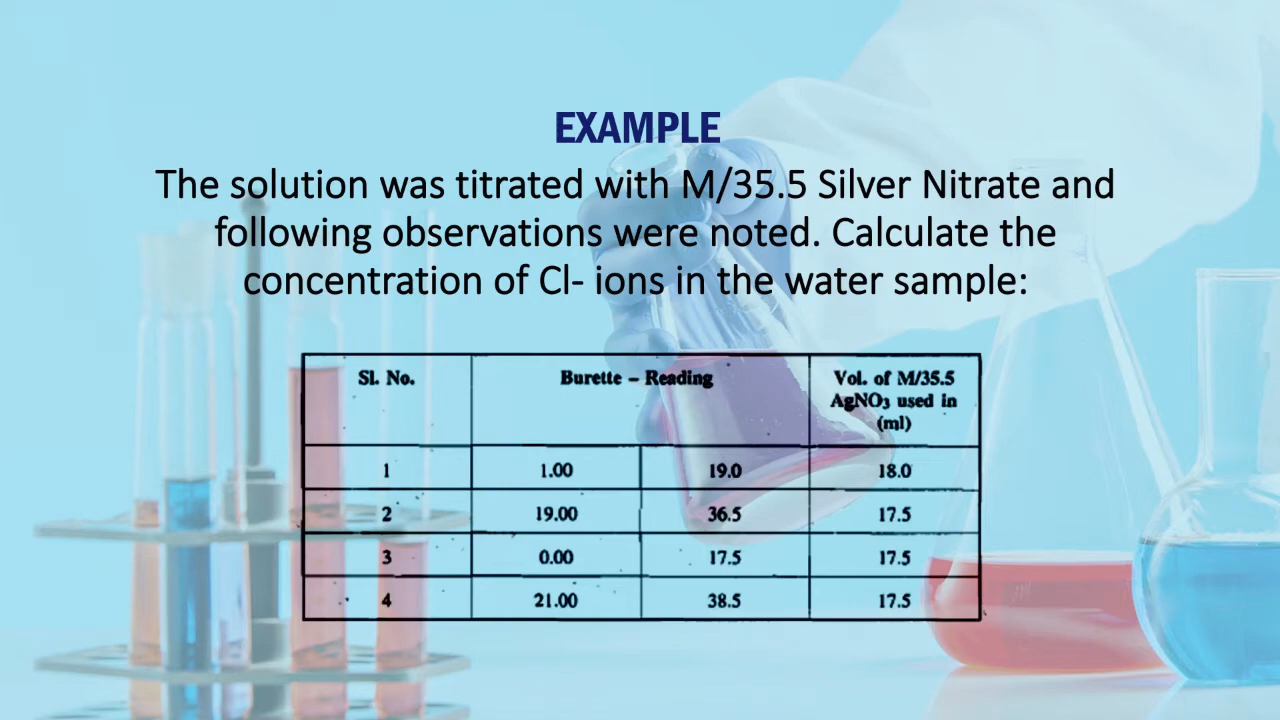 EXAMPLE
The solution was titrated with M/35.5 Silver Nitrate and
following observations were noted. Calculate the
concentration of Cl- ions in the water sample:
Sl. No. Burette – Reading Vol. of M/35.5
AgNO₃ used in
(ml)
1 1.00 19.0 18.0
2 19.00 36.5 17.5
3 0.00 17.5 17.5
4 21.00 38.5 17.5